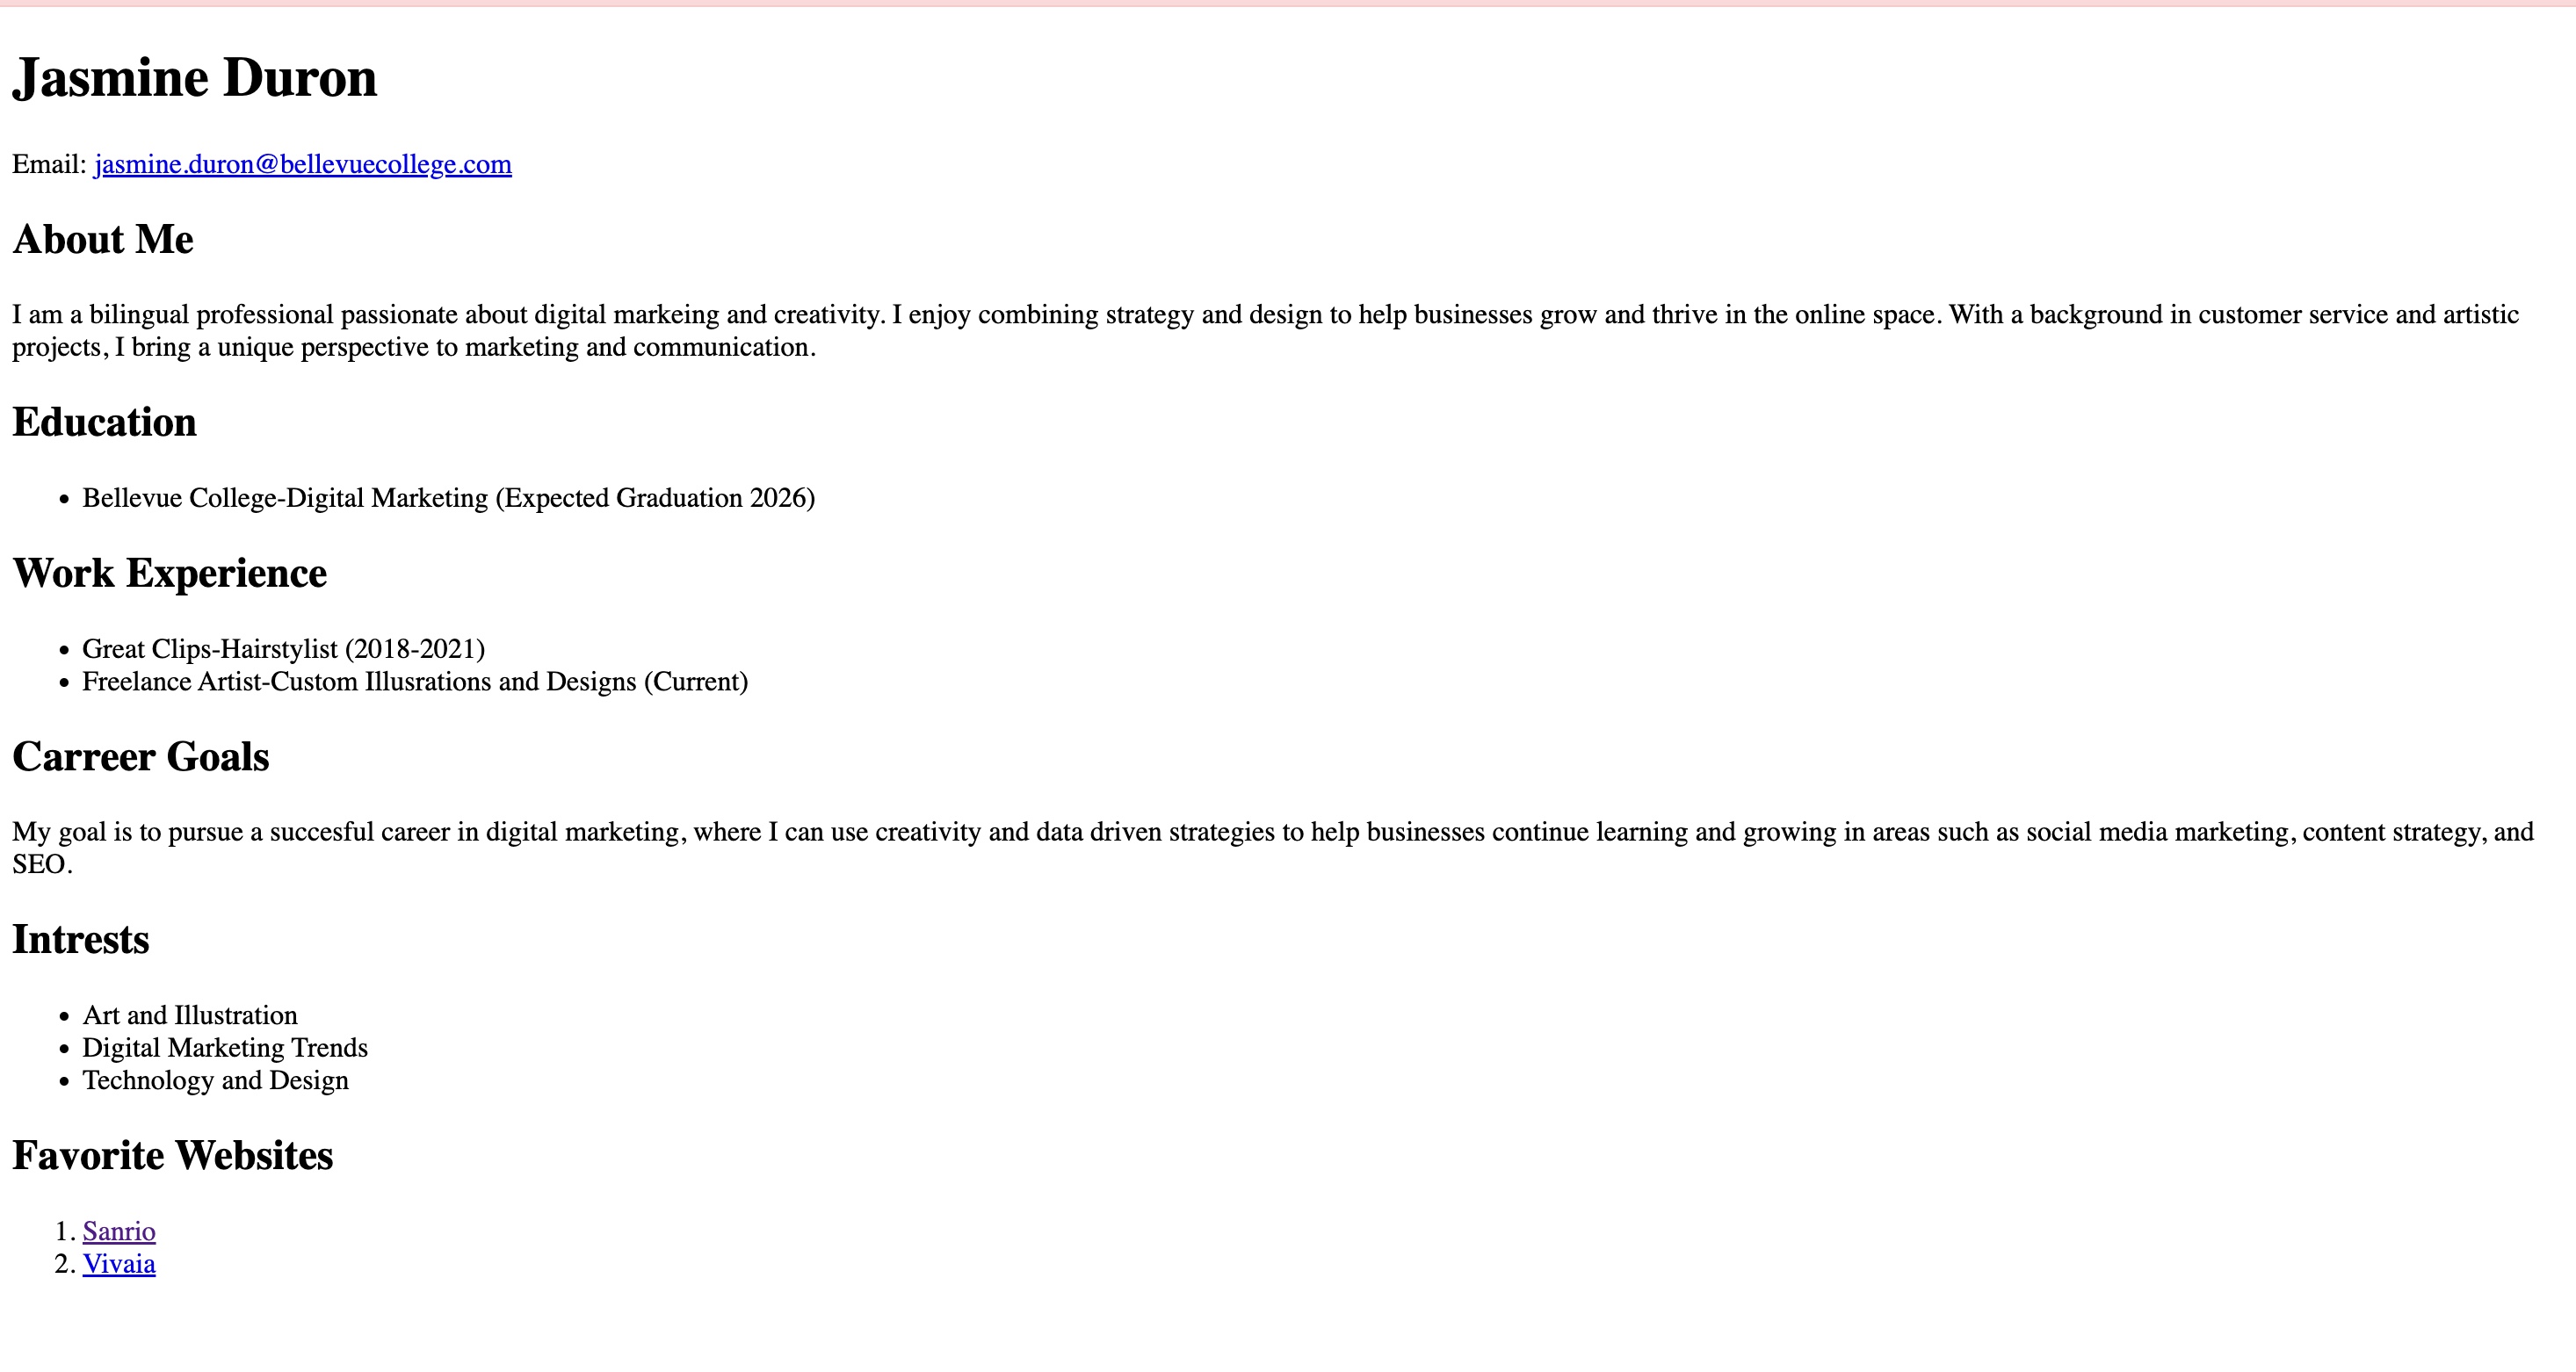 Jasmine Duron
Email: jasmine.duron@bellevuecollege.com
About Me
I am a bilingual professional passionate about digital markeing and creativity. I enjoy combining strategy and design to help businesses grow and thrive in the online space. With a background in customer service and artistic
projects, I bring a unique perspective to marketing and communication.
Education
• Bellevue College-Digital Marketing (Expected Graduation 2026)
Work Experience
• Great Clips-Hairstylist (2018-2021)
• Freelance Artist-Custom Illusrations and Designs (Current)
Carreer Goals
My goal is to pursue a succesful career in digital marketing, where I can use creativity and data driven strategies to help businesses continue learning and growing in areas such as social media marketing, content strategy, and
SEO.
Intrests
• Art and Illustration
• Digital Marketing Trends
• Technology and Design
Favorite Websites
1. Sanrio
2. Vivaia